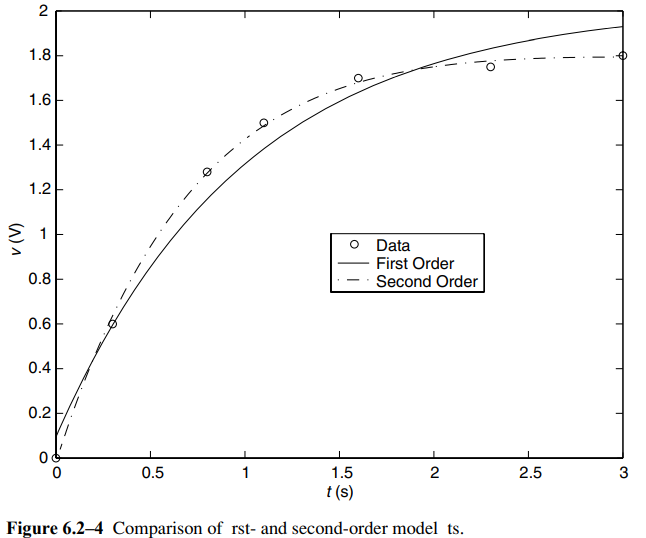 2
1.8
1.6
1.4
1.2
1
0.8
0.6
0.4
0.2
0
v (V)
Data
First Order
Second Order
0 0.5 1 1.5 2 2.5 3
t (s)
Figure 6.2–4 Comparison of rst- and second-order model ts.